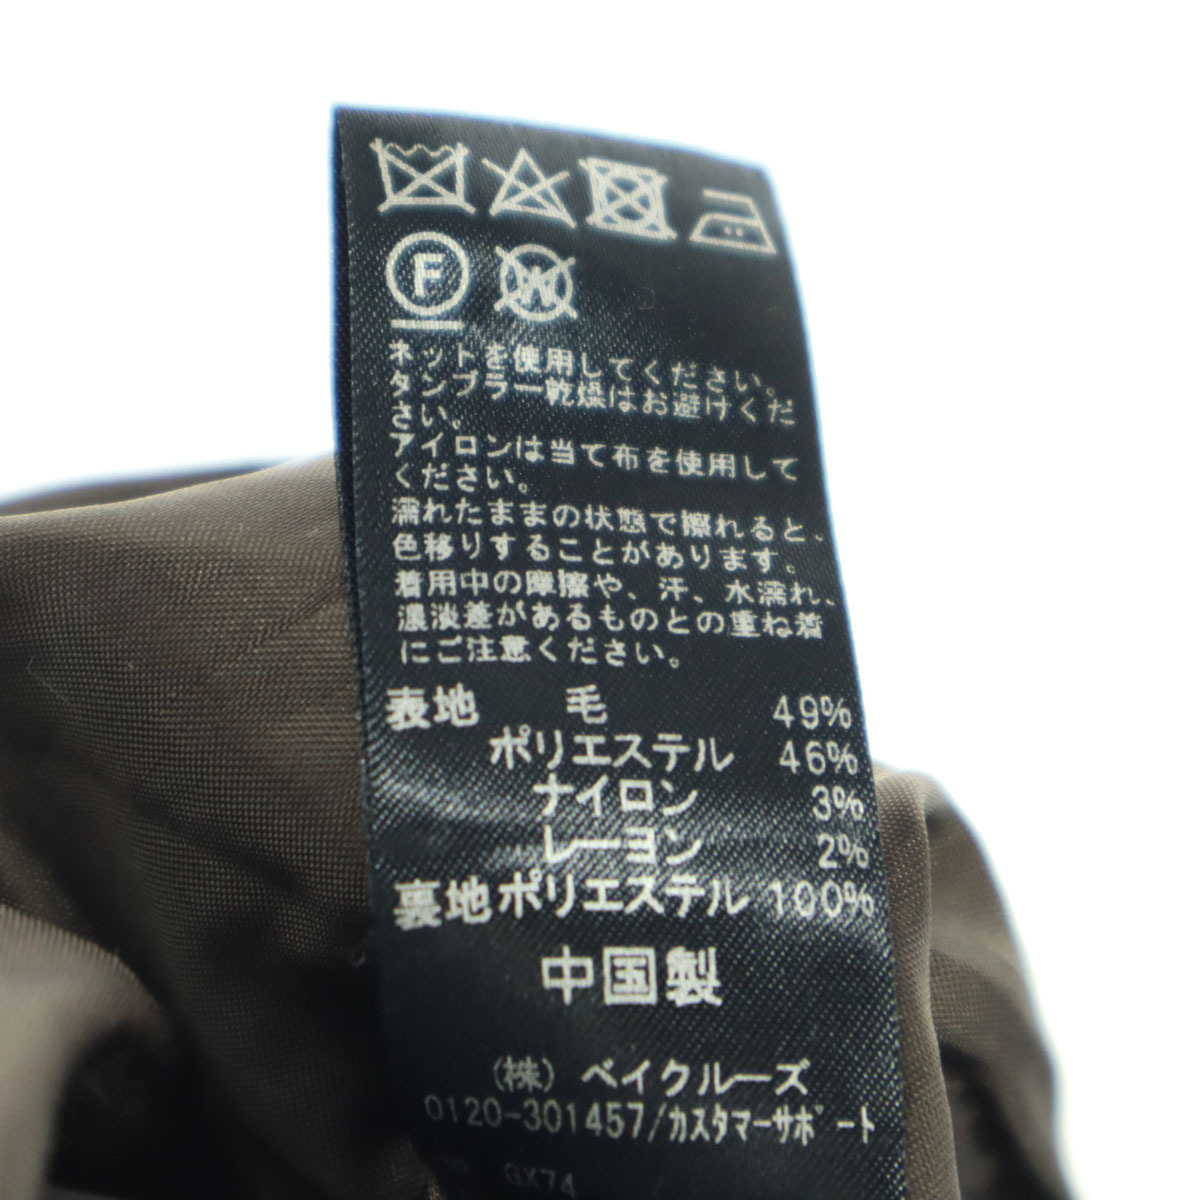 F W
ネットを使用してください。
タンブラー乾燥はお避けくだ
さい。
アイロンは当て布を使用して
ください。
濡れたままの状態で擦れると、
色移りすることがあります。
着用中の摩擦や、汗、水濡れ、
濃淡差があるものとの重ね着
にご注意ください。
表地 毛 49%
ポリエステル 46%
ナイロン 3%
レーヨン 2%
裏地ポリエステル 100%
中国製
(株) ベイクルーズ
0120-301457/カスタマーサポート
GX74